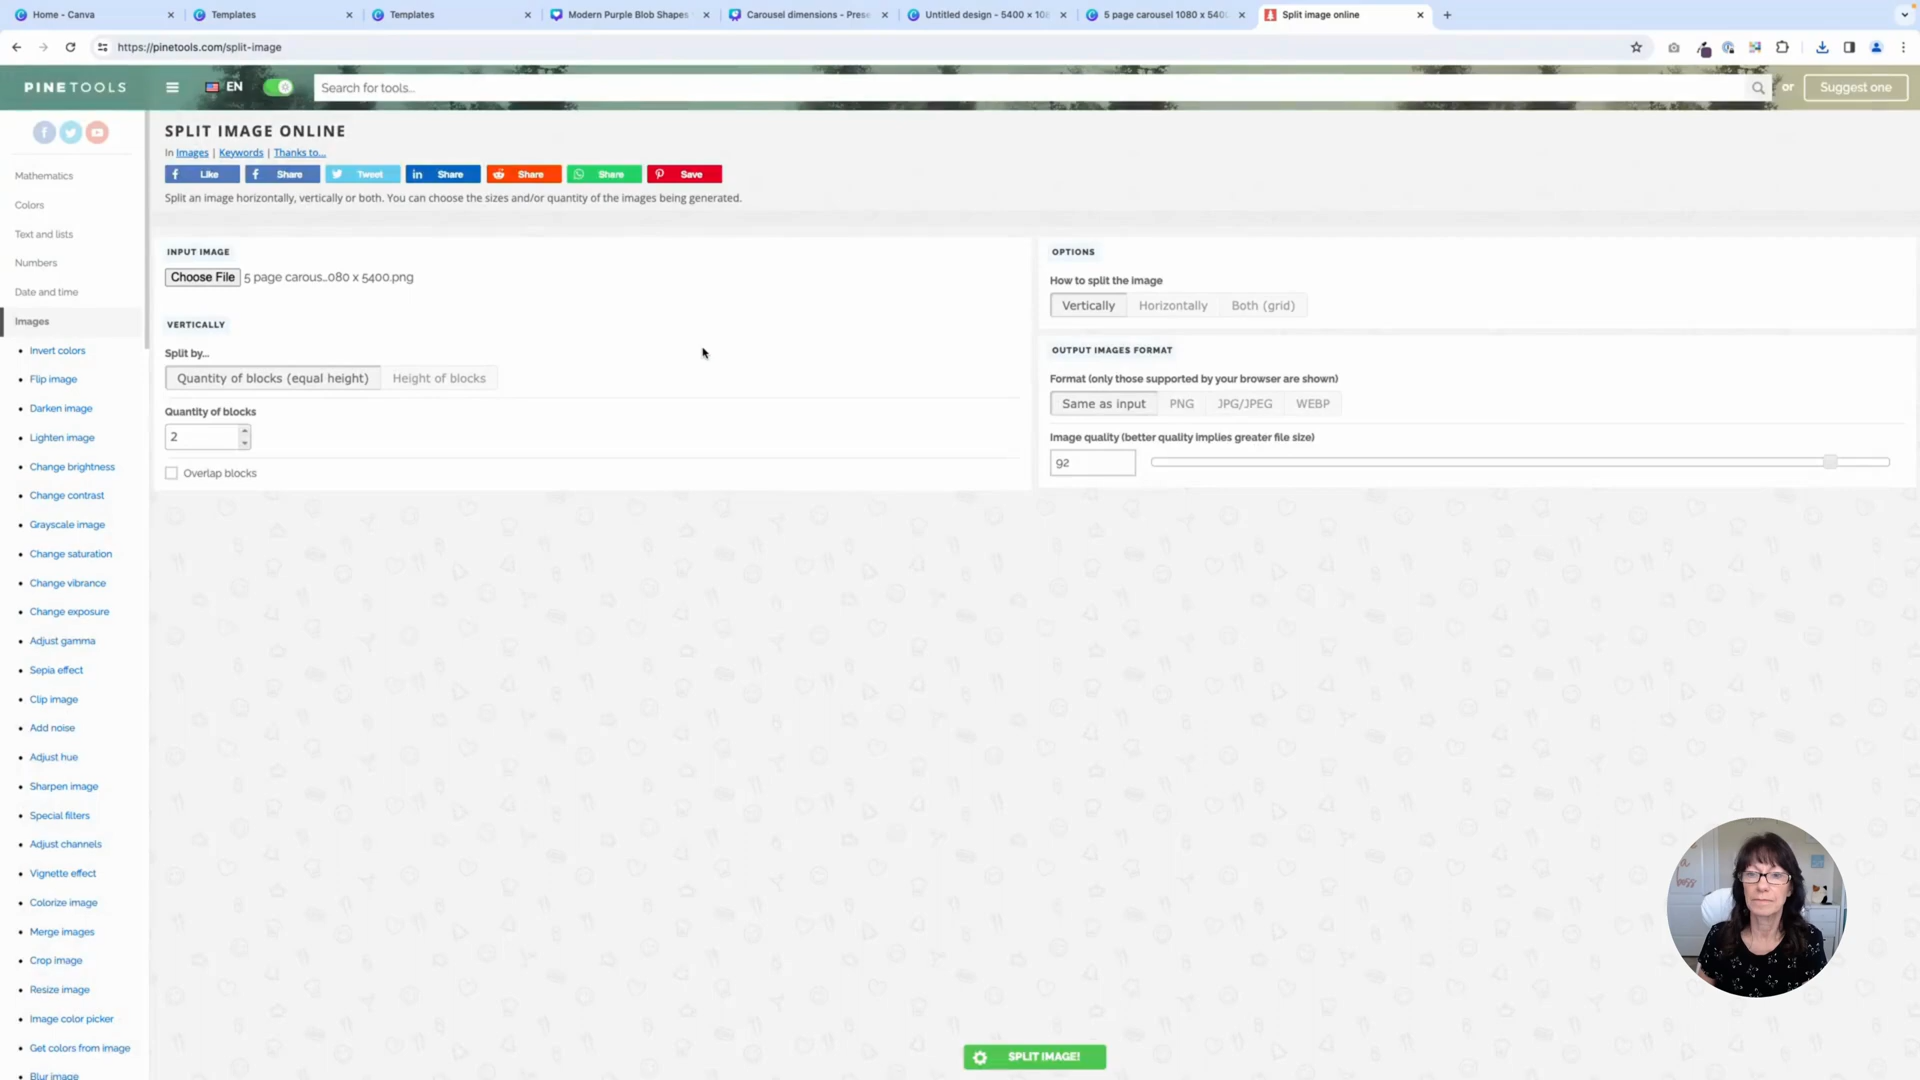 Home - Canva
Templates
Templates
Modern Purple Blob Shapes
Carousel dimensions - Prese
Untitled design - 5400 × 108
5 page carousel 1080 x 540
Split image online
https://pinetools.com/split-image
PINETOOLS
EN
Search for tools...
or
Suggest one
SPLIT IMAGE ONLINE
In Images | Keywords | Thanks to...
Like
Share
Tweet
Share
Share
Share
Save
Split an image horizontally, vertically or both. You can choose the sizes and/or quantity of the images being generated.
Mathematics
Colors
Text and lists
Numbers
Date and time
Images
Invert colors
Flip image
Darken image
Lighten image
Change brightness
Change contrast
Grayscale image
Change saturation
Change vibrance
Change exposure
Adjust gamma
Sepia effect
Clip image
Add noise
Adjust hue
Sharpen image
Special filters
Adjust channels
Vignette effect
Colorize image
Merge images
Crop image
Resize image
Image color picker
Get colors from image
Blur image
INPUT IMAGE
Choose File 5 page carous...080 x 5400.png
VERTICALLY
Split by...
Quantity of blocks (equal height) Height of blocks
Quantity of blocks
2
Overlap blocks
OPTIONS
How to split the image
Vertically Horizontally Both (grid)
OUTPUT IMAGES FORMAT
Format (only those supported by your browser are shown)
Same as input PNG JPG/JPEG WEBP
Image quality (better quality implies greater file size)
92
SPLIT IMAGE!